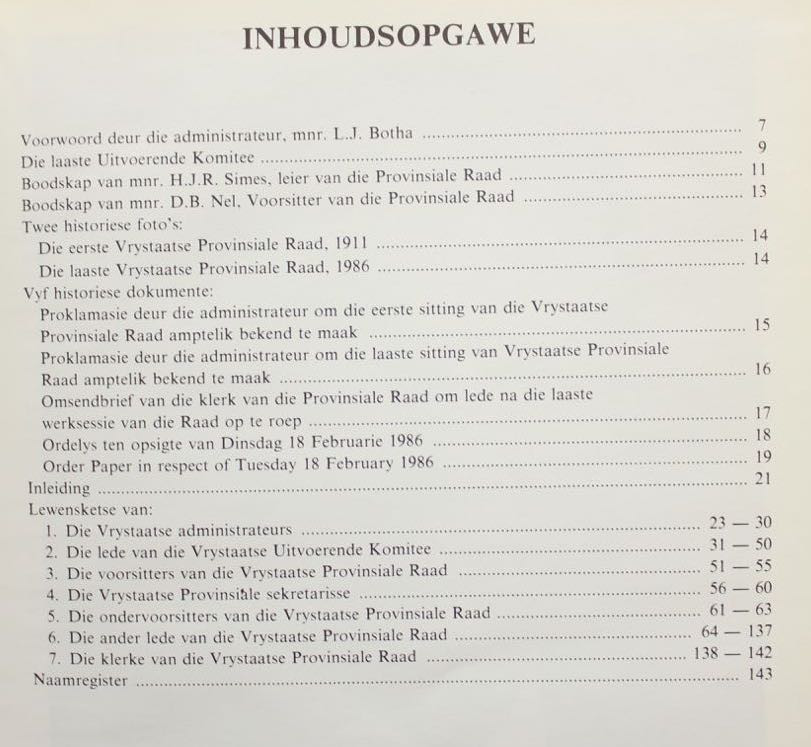 INHOUDSOPGAWE
Voorwoord deur die administrateur, mnr. L.J. Botha ........ 7
Die laaste Uitvoerende Komitee ........ 9
Boodskap van mnr. H.J.R. Simes, leier van die Provinsiale Raad ........ 11
Boodskap van mnr. D.B. Nel, Voorsitter van die Provinsiale Raad ........ 13
Twee historiese foto's:
Die eerste Vrystaatse Provinsiale Raad, 1911 ........ 14
Die laaste Vrystaatse Provinsiale Raad, 1986 ........ 14
Vyf historiese dokumente:
Proklamasie deur die administrateur om die eerste sitting van die Vrystaatse
Provinsiale Raad amptelik bekend te maak ........ 15
Proklamasie deur die administrateur om die laaste sitting van Vrystaatse Provinsiale
Raad amptelik bekend te maak ........ 16
Omsendbrief van die klerk van die Provinsiale Raad om lede na die laaste
werksessie van die Raad op te roep ........ 17
Ordelys ten opsigte van Dinsdag 18 Februarie 1986 ........ 18
Order Paper in respect of Tuesday 18 February 1986 ........ 19
Inleiding ........ 21
Lewensketse van:
1. Die Vrystaatse administrateurs ........ 23 — 30
2. Die lede van die Vrystaatse Uitvoerende Komitee ........ 31 — 50
3. Die voorsitters van die Vrystaatse Provinsiale Raad ........ 51 — 55
4. Die Vrystaatse Provinsiale sekretarisse ........ 56 — 60
5. Die ondervoorsitters van die Vrystaatse Provinsiale Raad ........ 61 — 63
6. Die ander lede van die Vrystaatse Provinsiale Raad ........ 64 — 137
7. Die klerke van die Vrystaatse Provinsiale Raad ........ 138 — 142
Naamregister ........ 143